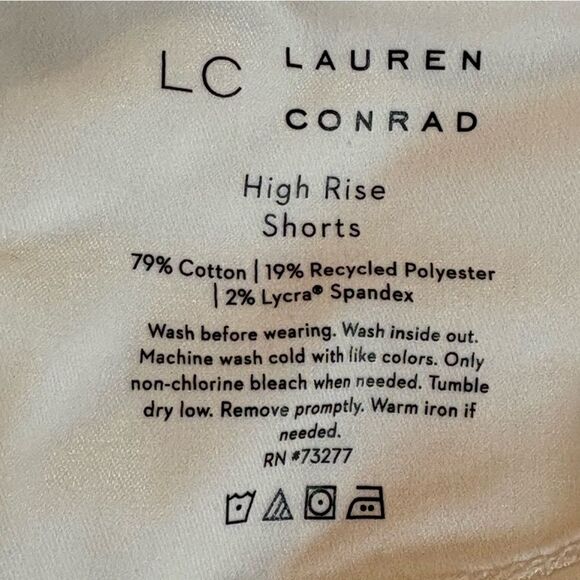 LC LAUREN
CONRAD
High Rise
Shorts
79% Cotton | 19% Recycled Polyester
| 2% Lycra® Spandex
Wash before wearing. Wash inside out.
Machine wash cold with like colors. Only
non-chlorine bleach when needed. Tumble
dry low. Remove promptly. Warm iron if
needed.
RN #73277